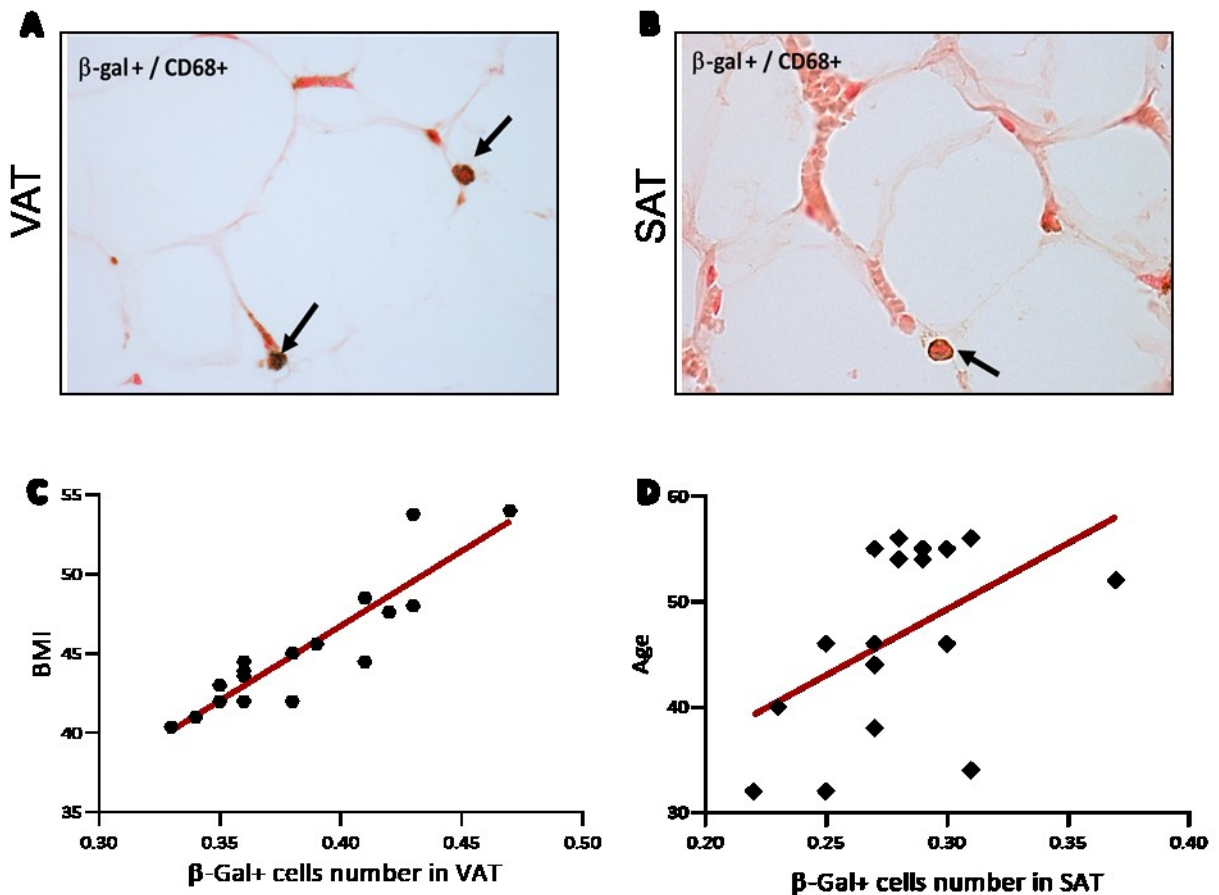 A
B
β-gal + / CD68+
β-gal + / CD68+
VAT
SAT
C
D
55
50
45
40
35
BMI
0.30
0.35
0.40
0.45
0.50
β-Gal+ cells number in VAT
60
50
40
30
Age
0.20
0.25
0.30
0.35
0.40
β-Gal+ cells number in SAT